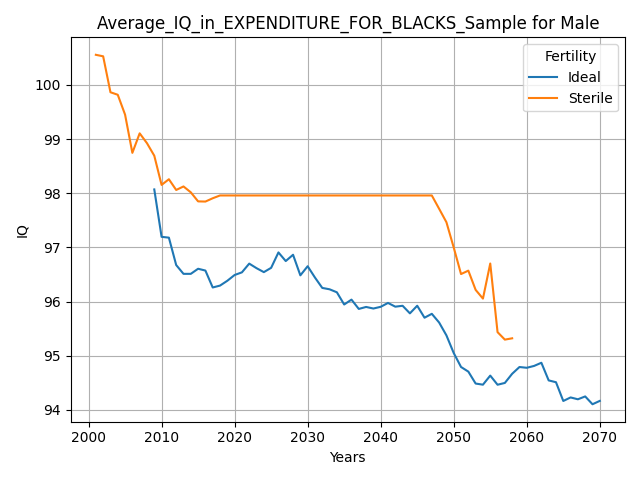 Average_IQ_in_EXPENDITURE_FOR_BLACKS_Sample for Male
Fertility
Ideal
Sterile
IQ
100
99
98
97
96
95
94
2000 2010 2020 2030 2040 2050 2060 2070
Years